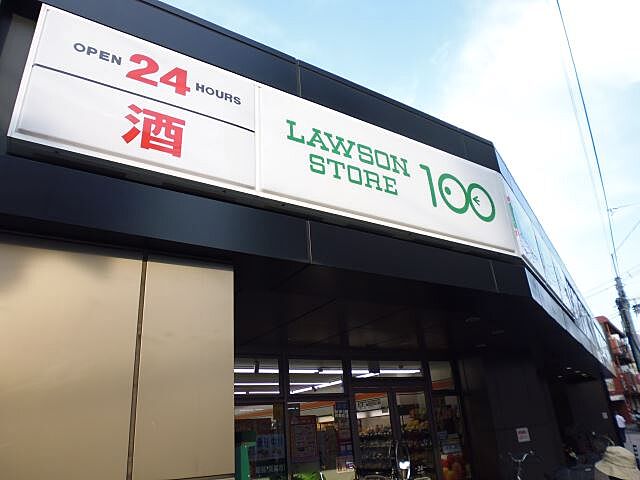 OPEN 24 HOURS
酒
LAWSON
STORE 100